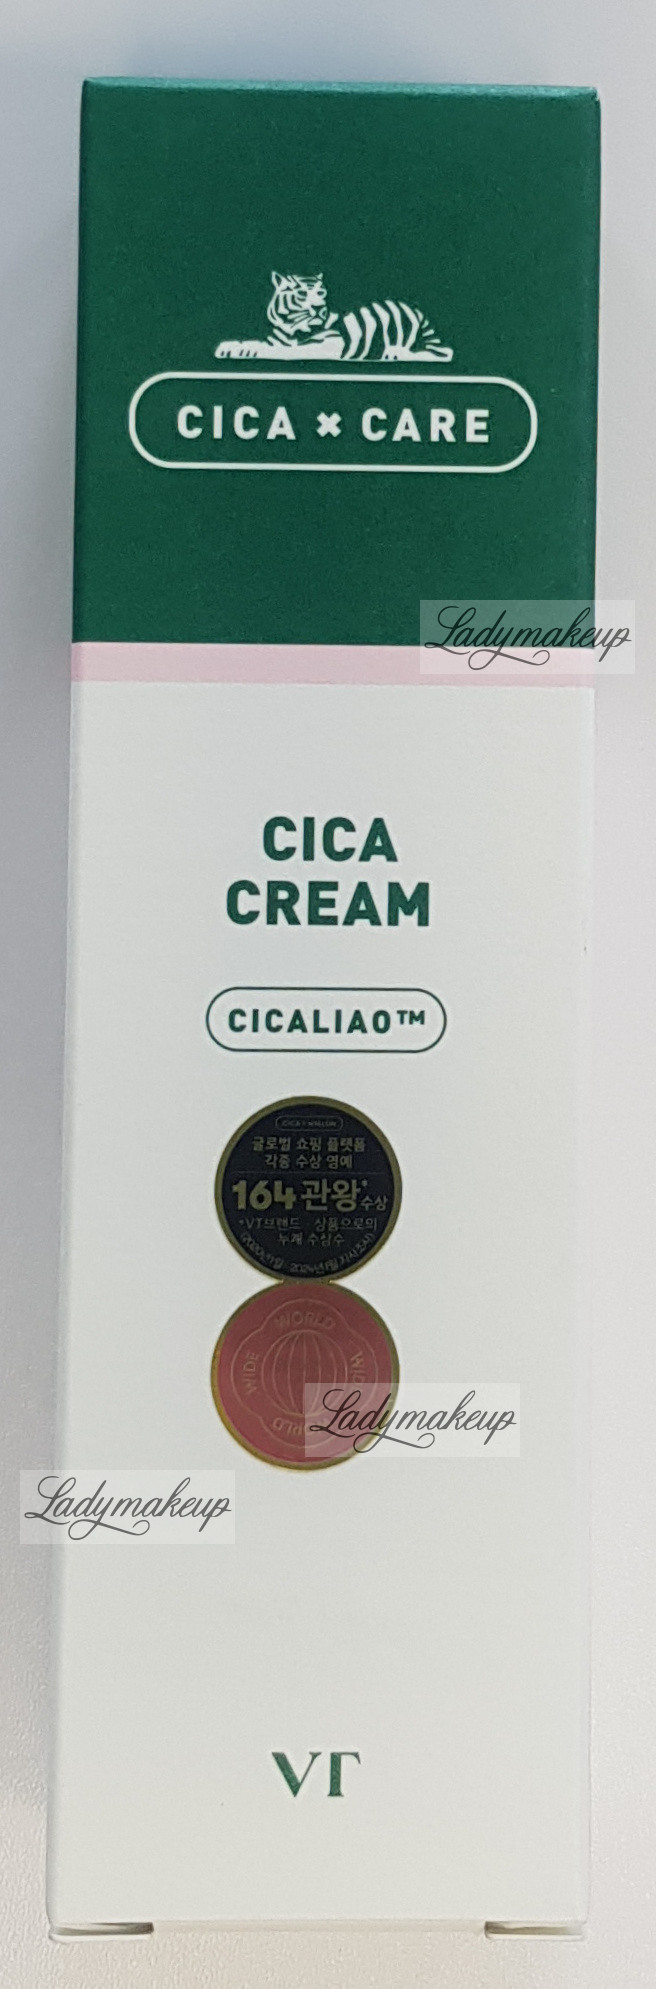 CICA × CARE
Ladymakeup
CICA
CREAM
CICALIAO™
글로벌 쇼핑 플랫폼
각종 수상 영예
164관왕*수상
*VT브랜드 · 상품으로의
누계 수상수
WORLD
WIDE
Ladymakeup
Ladymakeup
VT